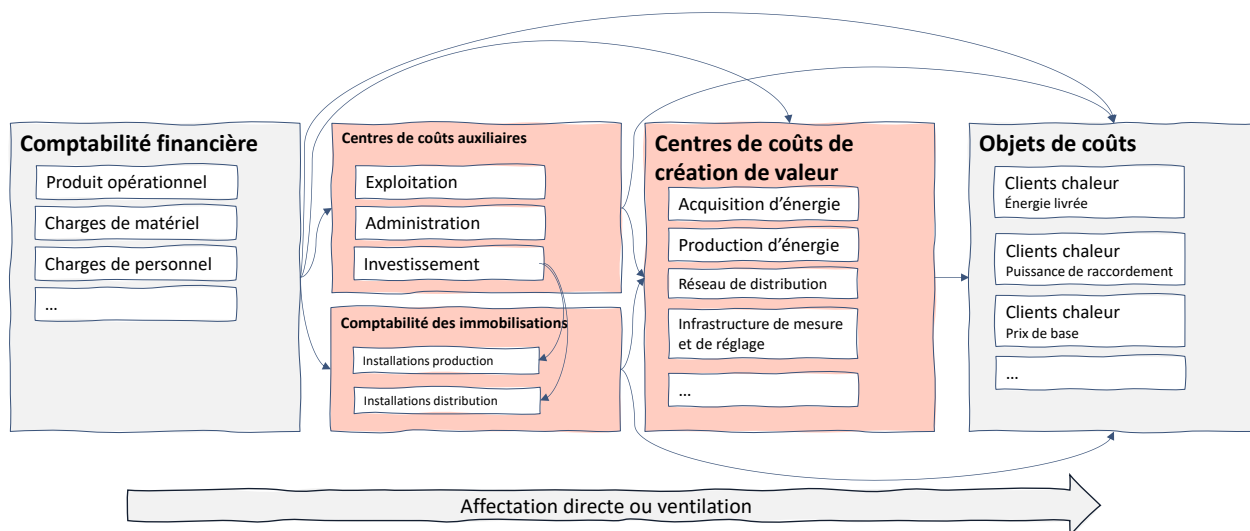 Comptabilité financière
Produit opérationnel
Charges de matériel
Charges de personnel
...
Centres de coûts auxiliaires
Exploitation
Administration
Investissement
Comptabilité des immobilisations
Installations production
Installations distribution
Centres de coûts de
création de valeur
Acquisition d’énergie
Production d’énergie
Réseau de distribution
Infrastructure de mesure
et de réglage
...
Objets de coûts
Clients chaleur
Énergie livrée
Clients chaleur
Puissance de raccordement
Clients chaleur
Prix de base
...
Affectation directe ou ventilation